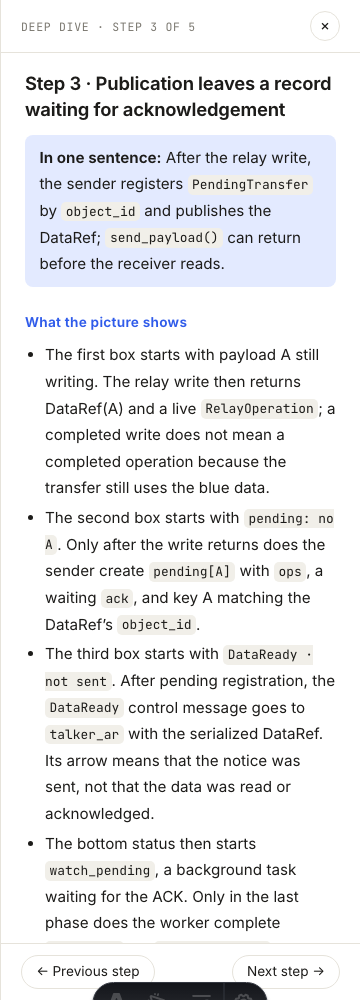 DEEP DIVE · STEP 3 OF 5
×
Step 3 · Publication leaves a record
waiting for acknowledgement
In one sentence: After the relay write,
the sender registers PendingTransfer
by object_id and publishes the
DataRef; send_payload() can return
before the receiver reads.
What the picture shows
• The first box starts with payload A still
writing. The relay write then returns
DataRef(A) and a live RelayOperation; a
completed write does not mean a
completed operation because the
transfer still uses the blue data.
• The second box starts with pending: no
A. Only after the write returns does the
sender create pending[A] with ops, a
waiting ack, and key A matching the
DataRef’s object_id.
• The third box starts with DataReady ·
not sent. After pending registration, the
DataReady control message goes to
talker_ar with the serialized DataRef.
Its arrow means that the notice was
sent, not that the data was read or
acknowledged.
• The bottom status then starts
watch_pending, a background task
waiting for the ACK. Only in the last
phase does the worker complete
← Previous step
Next step →